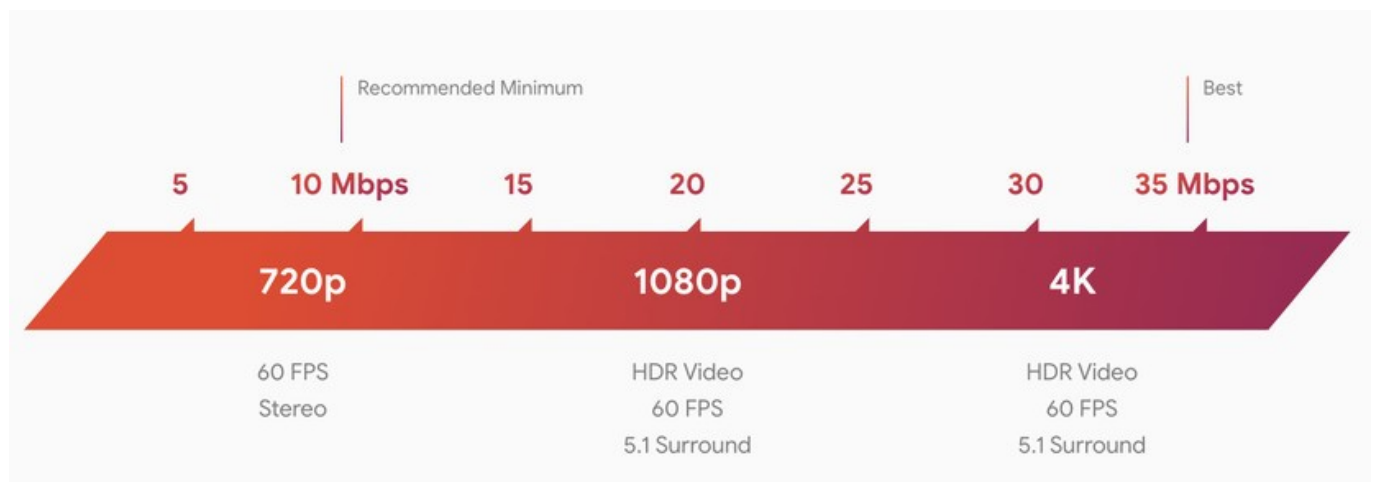 Recommended Minimum
Best
5
10 Mbps
15
20
25
30
35 Mbps
720p
1080p
4K
60 FPS
Stereo
HDR Video
60 FPS
5.1 Surround
HDR Video
60 FPS
5.1 Surround